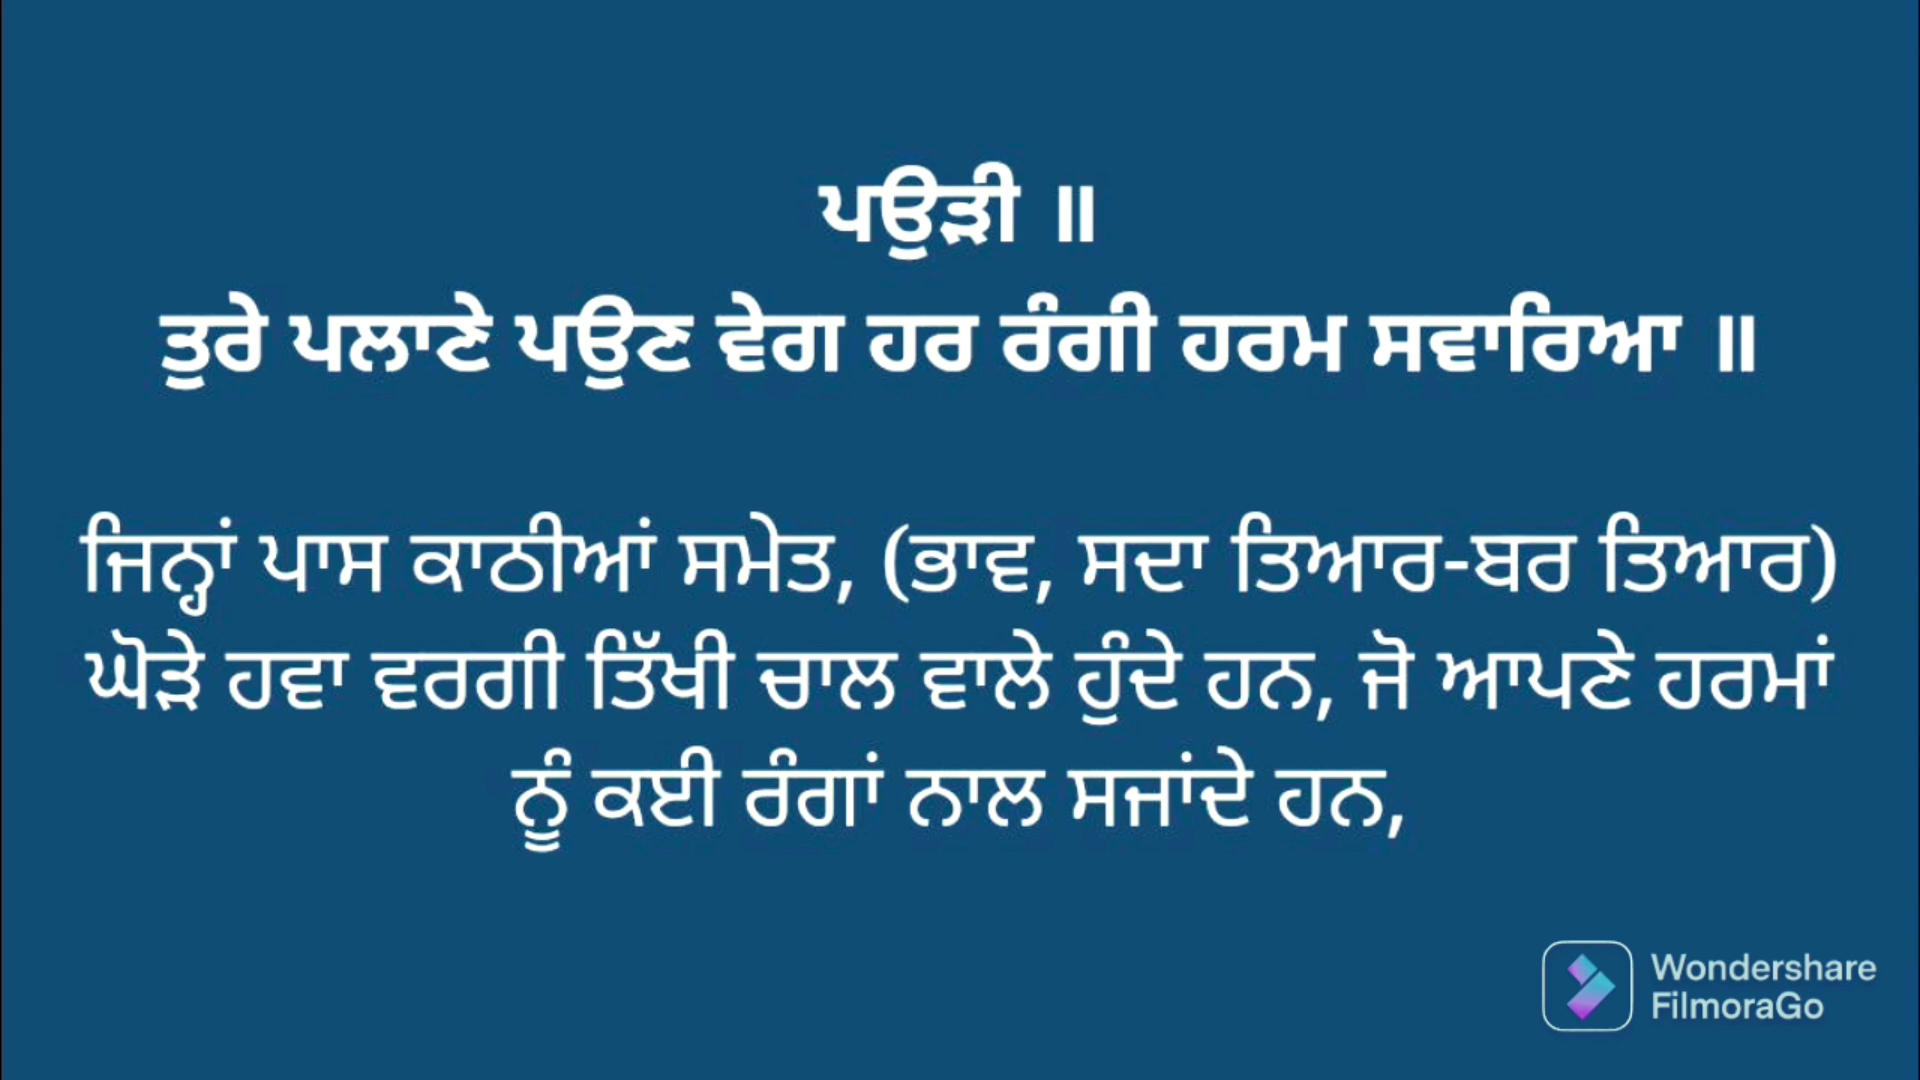 ਪਉੜੀ ॥
ਤੁਰੇ ਪਲਾਣੇ ਪਉਣ ਵੇਗ ਹਰ ਰੰਗੀ ਹਰਮ ਸਵਾਰਿਆ ॥
ਜਿਨ੍ਹਾਂ ਪਾਸ ਕਾਠੀਆਂ ਸਮੇਤ, (ਭਾਵ, ਸਦਾ ਤਿਆਰ-ਬਰ ਤਿਆਰ)
ਘੋੜੇ ਹਵਾ ਵਰਗੀ ਤਿੱਖੀ ਚਾਲ ਵਾਲੇ ਹੁੰਦੇ ਹਨ, ਜੋ ਆਪਣੇ ਹਰਮਾਂ
ਨੂੰ ਕਈ ਰੰਗਾਂ ਨਾਲ ਸਜਾਂਦੇ ਹਨ,
Wondershare
FilmoraGo